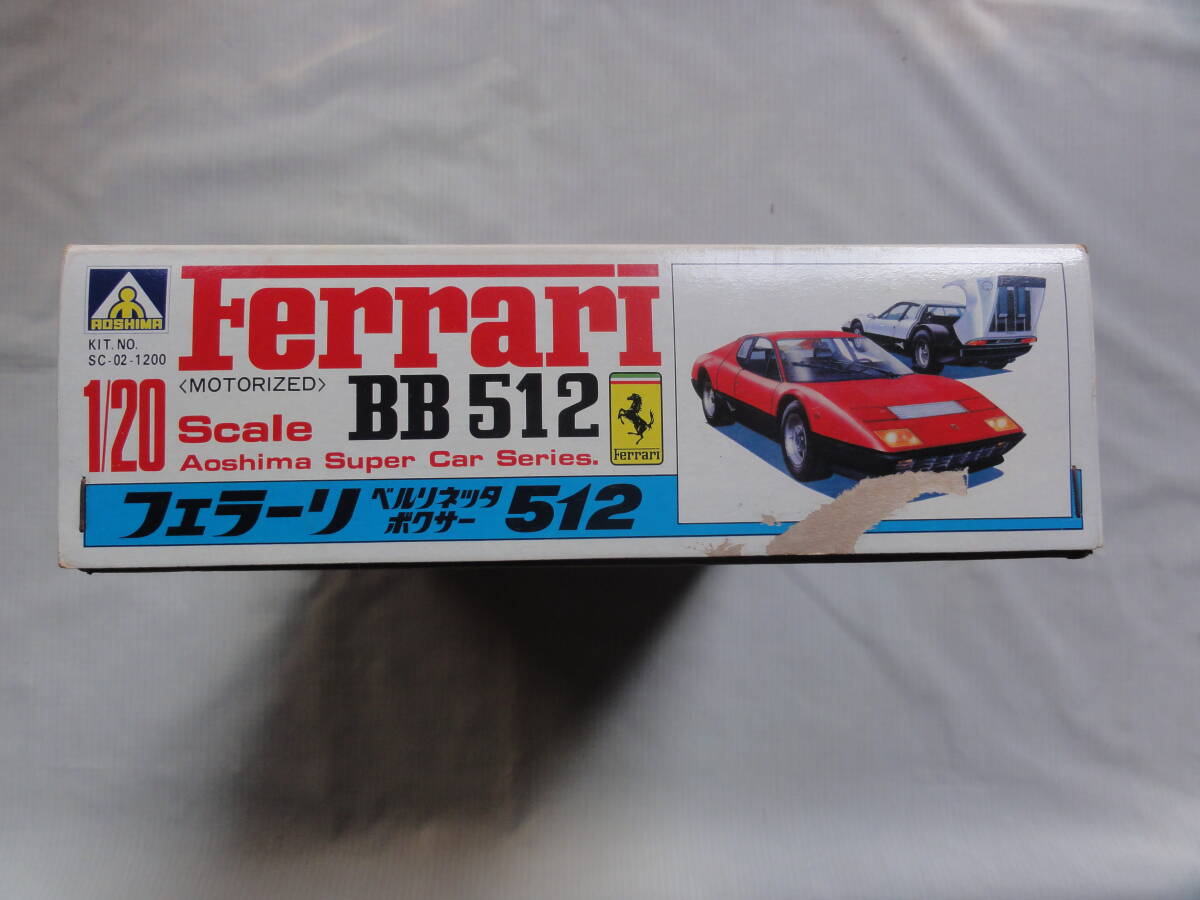 AOSHIMA
KIT. NO.
SC-02-1200
Ferrari
<MOTORIZED>
1/20 Scale
BB 512
Ferrari
Aoshima Super Car Series.
フェラーリ ベルリネッタ ボクサー 512